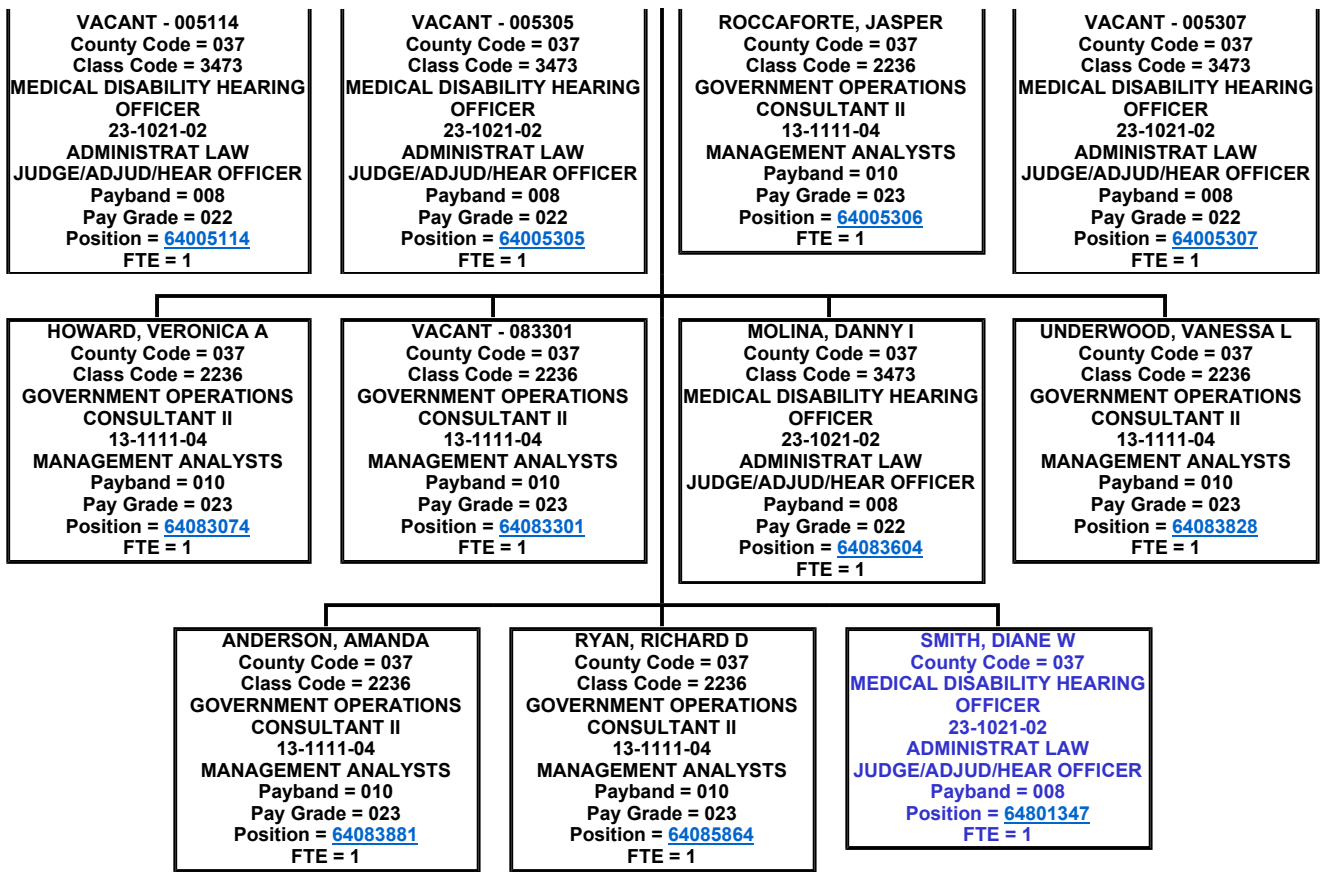 VACANT - 005114
County Code = 037
Class Code = 3473
MEDICAL DISABILITY HEARING
OFFICER
23-1021-02
ADMINISTRAT LAW
JUDGE/ADJUD/HEAR OFFICER
Payband = 008
Pay Grade = 022
Position = 64005114
FTE = 1
VACANT - 005305
County Code = 037
Class Code = 3473
MEDICAL DISABILITY HEARING
OFFICER
23-1021-02
ADMINISTRAT LAW
JUDGE/ADJUD/HEAR OFFICER
Payband = 008
Pay Grade = 022
Position = 64005305
FTE = 1
ROCCAFORTE, JASPER
County Code = 037
Class Code = 2236
GOVERNMENT OPERATIONS
CONSULTANT II
13-1111-04
MANAGEMENT ANALYSTS
Payband = 010
Pay Grade = 023
Position = 64005306
FTE = 1
VACANT - 005307
County Code = 037
Class Code = 3473
MEDICAL DISABILITY HEARING
OFFICER
23-1021-02
ADMINISTRAT LAW
JUDGE/ADJUD/HEAR OFFICER
Payband = 008
Pay Grade = 022
Position = 64005307
FTE = 1
HOWARD, VERONICA A
County Code = 037
Class Code = 2236
GOVERNMENT OPERATIONS
CONSULTANT II
13-1111-04
MANAGEMENT ANALYSTS
Payband = 010
Pay Grade = 023
Position = 64083074
FTE = 1
VACANT - 083301
County Code = 037
Class Code = 2236
GOVERNMENT OPERATIONS
CONSULTANT II
13-1111-04
MANAGEMENT ANALYSTS
Payband = 010
Pay Grade = 023
Position = 64083301
FTE = 1
MOLINA, DANNY I
County Code = 037
Class Code = 3473
MEDICAL DISABILITY HEARING
OFFICER
23-1021-02
ADMINISTRAT LAW
JUDGE/ADJUD/HEAR OFFICER
Payband = 008
Pay Grade = 022
Position = 64083604
FTE = 1
UNDERWOOD, VANESSA L
County Code = 037
Class Code = 2236
GOVERNMENT OPERATIONS
CONSULTANT II
13-1111-04
MANAGEMENT ANALYSTS
Payband = 010
Pay Grade = 023
Position = 64083828
FTE = 1
ANDERSON, AMANDA
County Code = 037
Class Code = 2236
GOVERNMENT OPERATIONS
CONSULTANT II
13-1111-04
MANAGEMENT ANALYSTS
Payband = 010
Pay Grade = 023
Position = 64083881
FTE = 1
RYAN, RICHARD D
County Code = 037
Class Code = 2236
GOVERNMENT OPERATIONS
CONSULTANT II
13-1111-04
MANAGEMENT ANALYSTS
Payband = 010
Pay Grade = 023
Position = 64085864
FTE = 1
SMITH, DIANE W
County Code = 037
MEDICAL DISABILITY HEARING
OFFICER
23-1021-02
ADMINISTRAT LAW
JUDGE/ADJUD/HEAR OFFICER
Payband = 008
Position = 64801347
FTE = 1